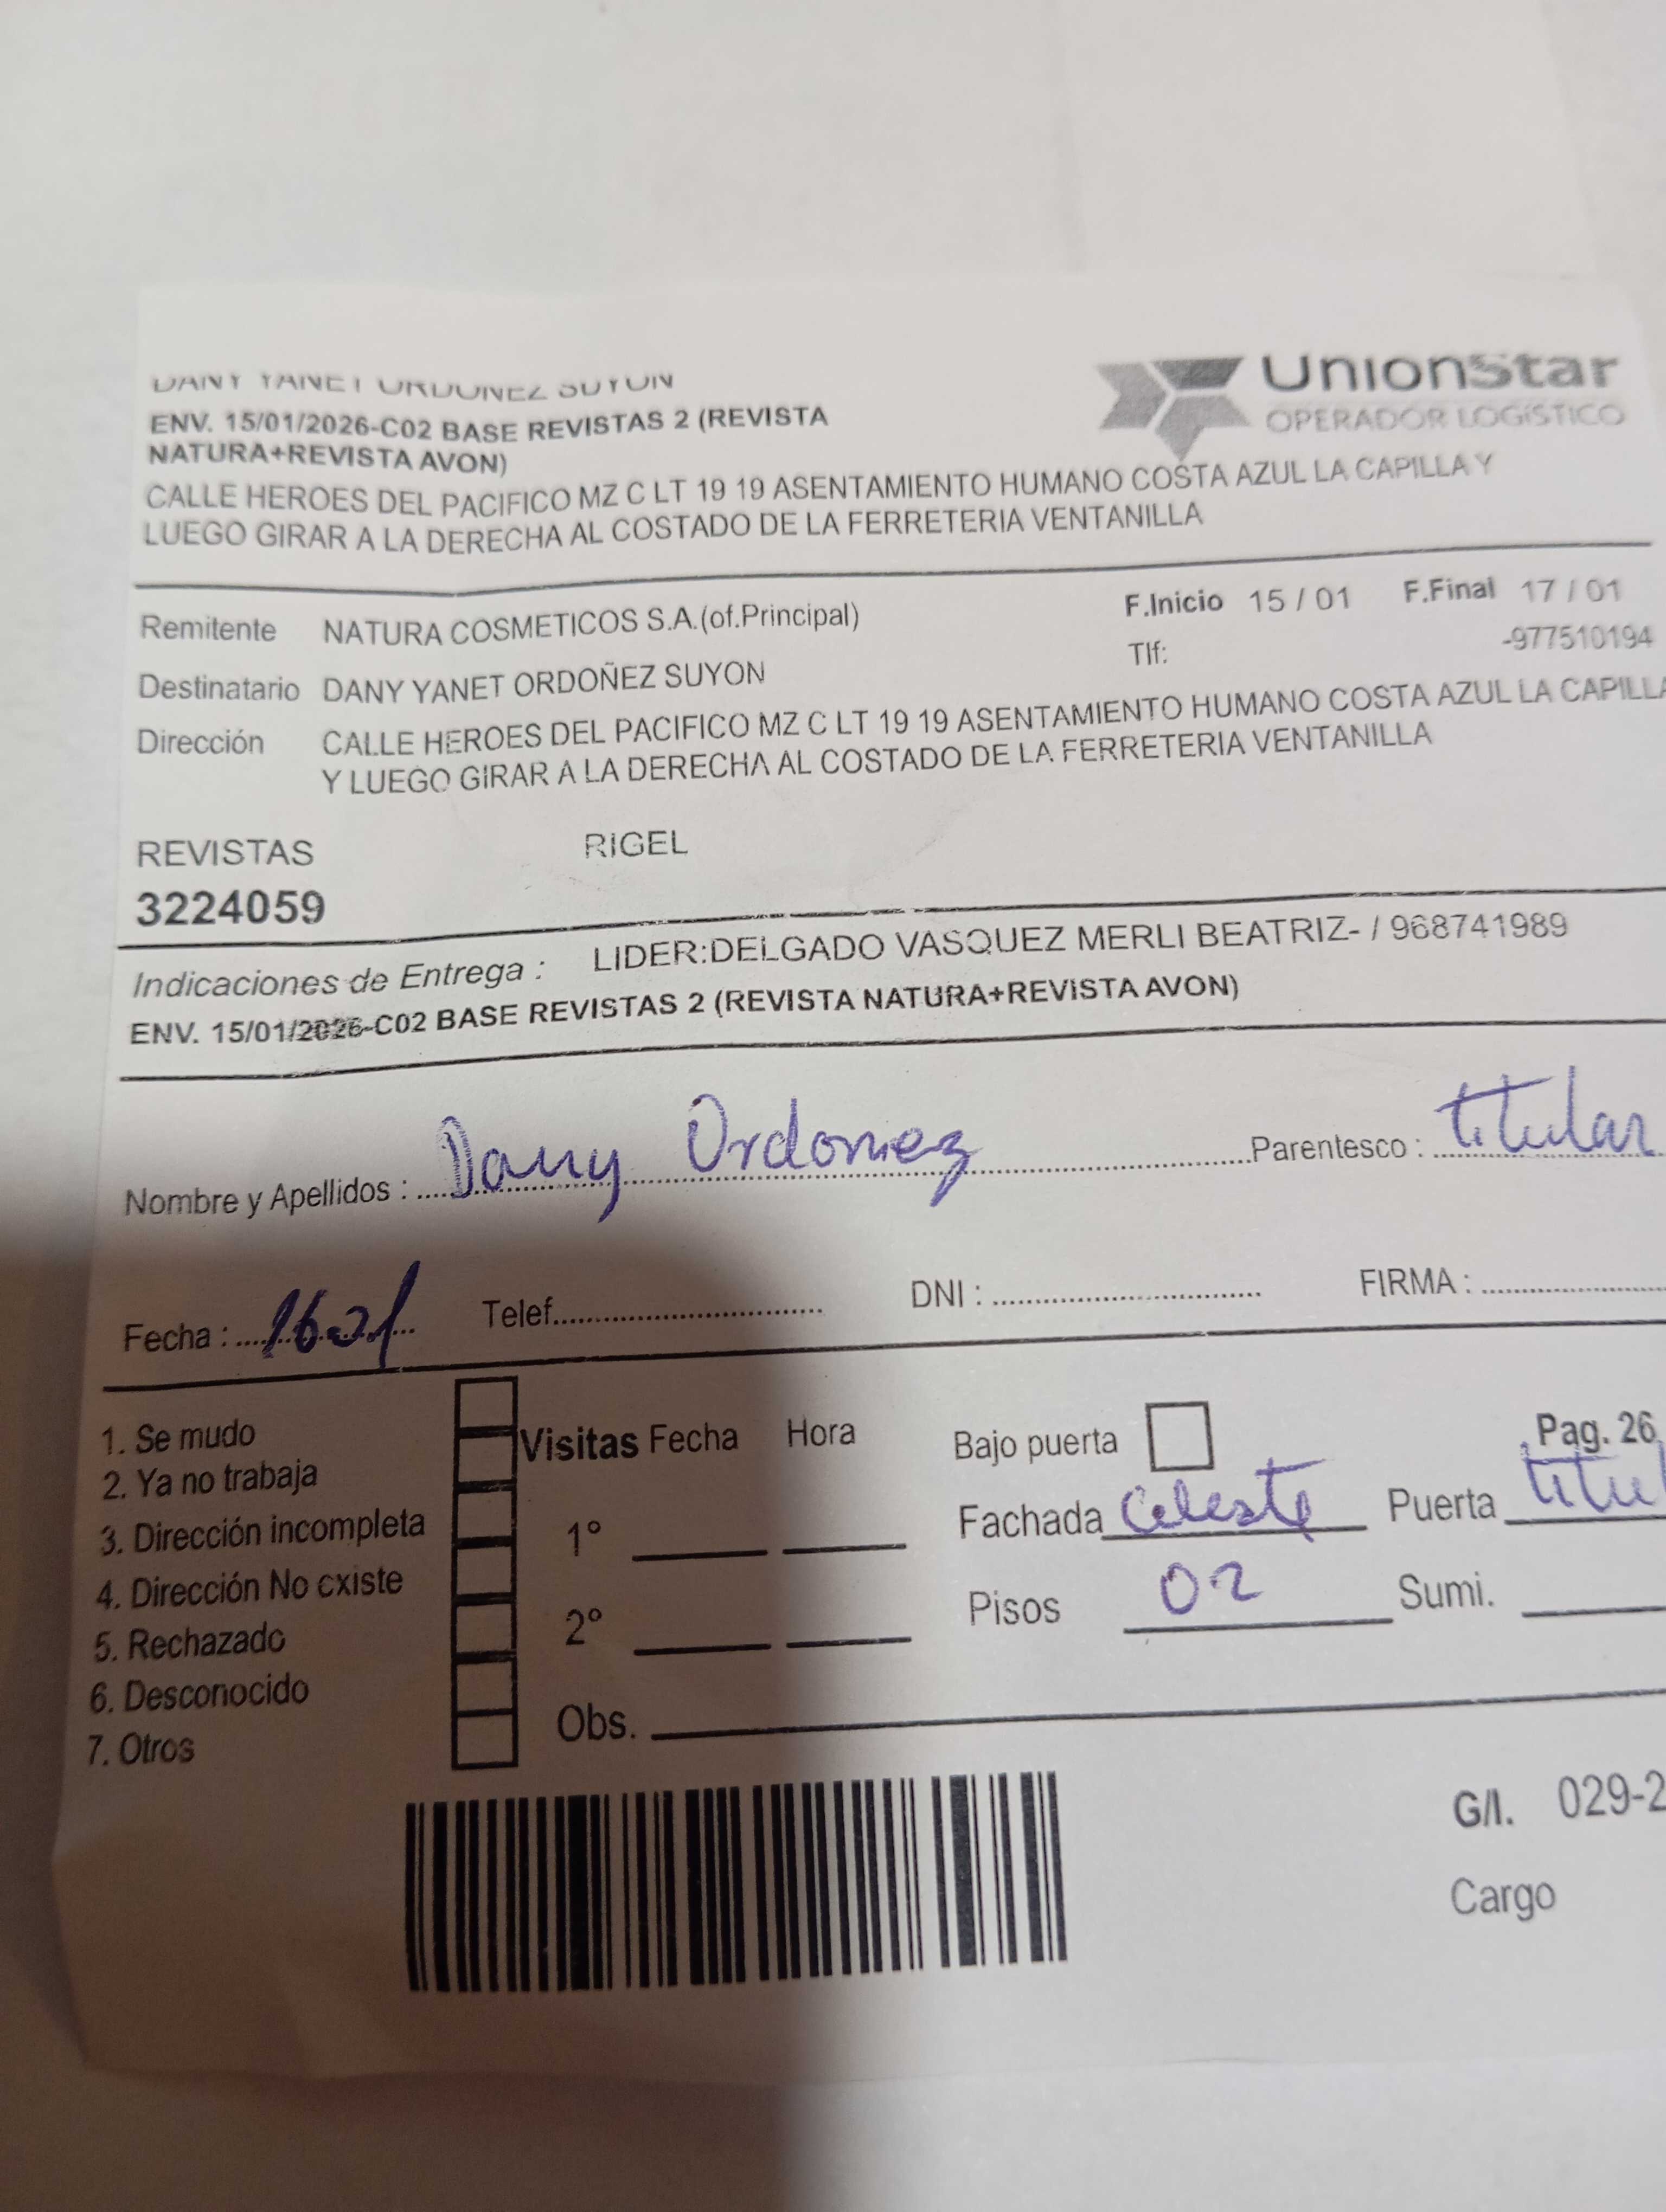 DANY YANET ORDOÑEZ SUYON
UnionStar
OPERADOR LOGÍSTICO
ENV. 15/01/2026-C02 BASE REVISTAS 2 (REVISTA
NATURA+REVISTA AVON)
CALLE HEROES DEL PACIFICO MZ C LT 19 19 ASENTAMIENTO HUMANO COSTA AZUL LA CAPILLA Y
LUEGO GIRAR A LA DERECHA AL COSTADO DE LA FERRETERIA VENTANILLA
Remitente NATURA COSMETICOS S.A.(of.Principal) F.Inicio 15 / 01 F.Final 17 / 01
Tlf: -977510194
Destinatario DANY YANET ORDOÑEZ SUYON
Dirección CALLE HEROES DEL PACIFICO MZ C LT 19 19 ASENTAMIENTO HUMANO COSTA AZUL LA CAPILLA
Y LUEGO GIRAR A LA DERECHA AL COSTADO DE LA FERRETERIA VENTANILLA
REVISTAS RIGEL
3224059
Indicaciones de Entrega : LIDER:DELGADO VASQUEZ MERLI BEATRIZ- / 968741989
ENV. 15/01/2026-C02 BASE REVISTAS 2 (REVISTA NATURA+REVISTA AVON)
Nombre y Apellidos : Dany Ordoñez Parentesco : titular
Fecha : 16-01 Telef. DNI : FIRMA :
1. Se mudo
2. Ya no trabaja
3. Dirección incompleta
4. Dirección No existe
5. Rechazado
6. Desconocido
7. Otros
Visitas Fecha Hora
1°
2°
Obs.
Bajo puerta Pag. 26
Fachada Celeste Puerta titul
Pisos 02 Sumi.
G/I. 029-2
Cargo